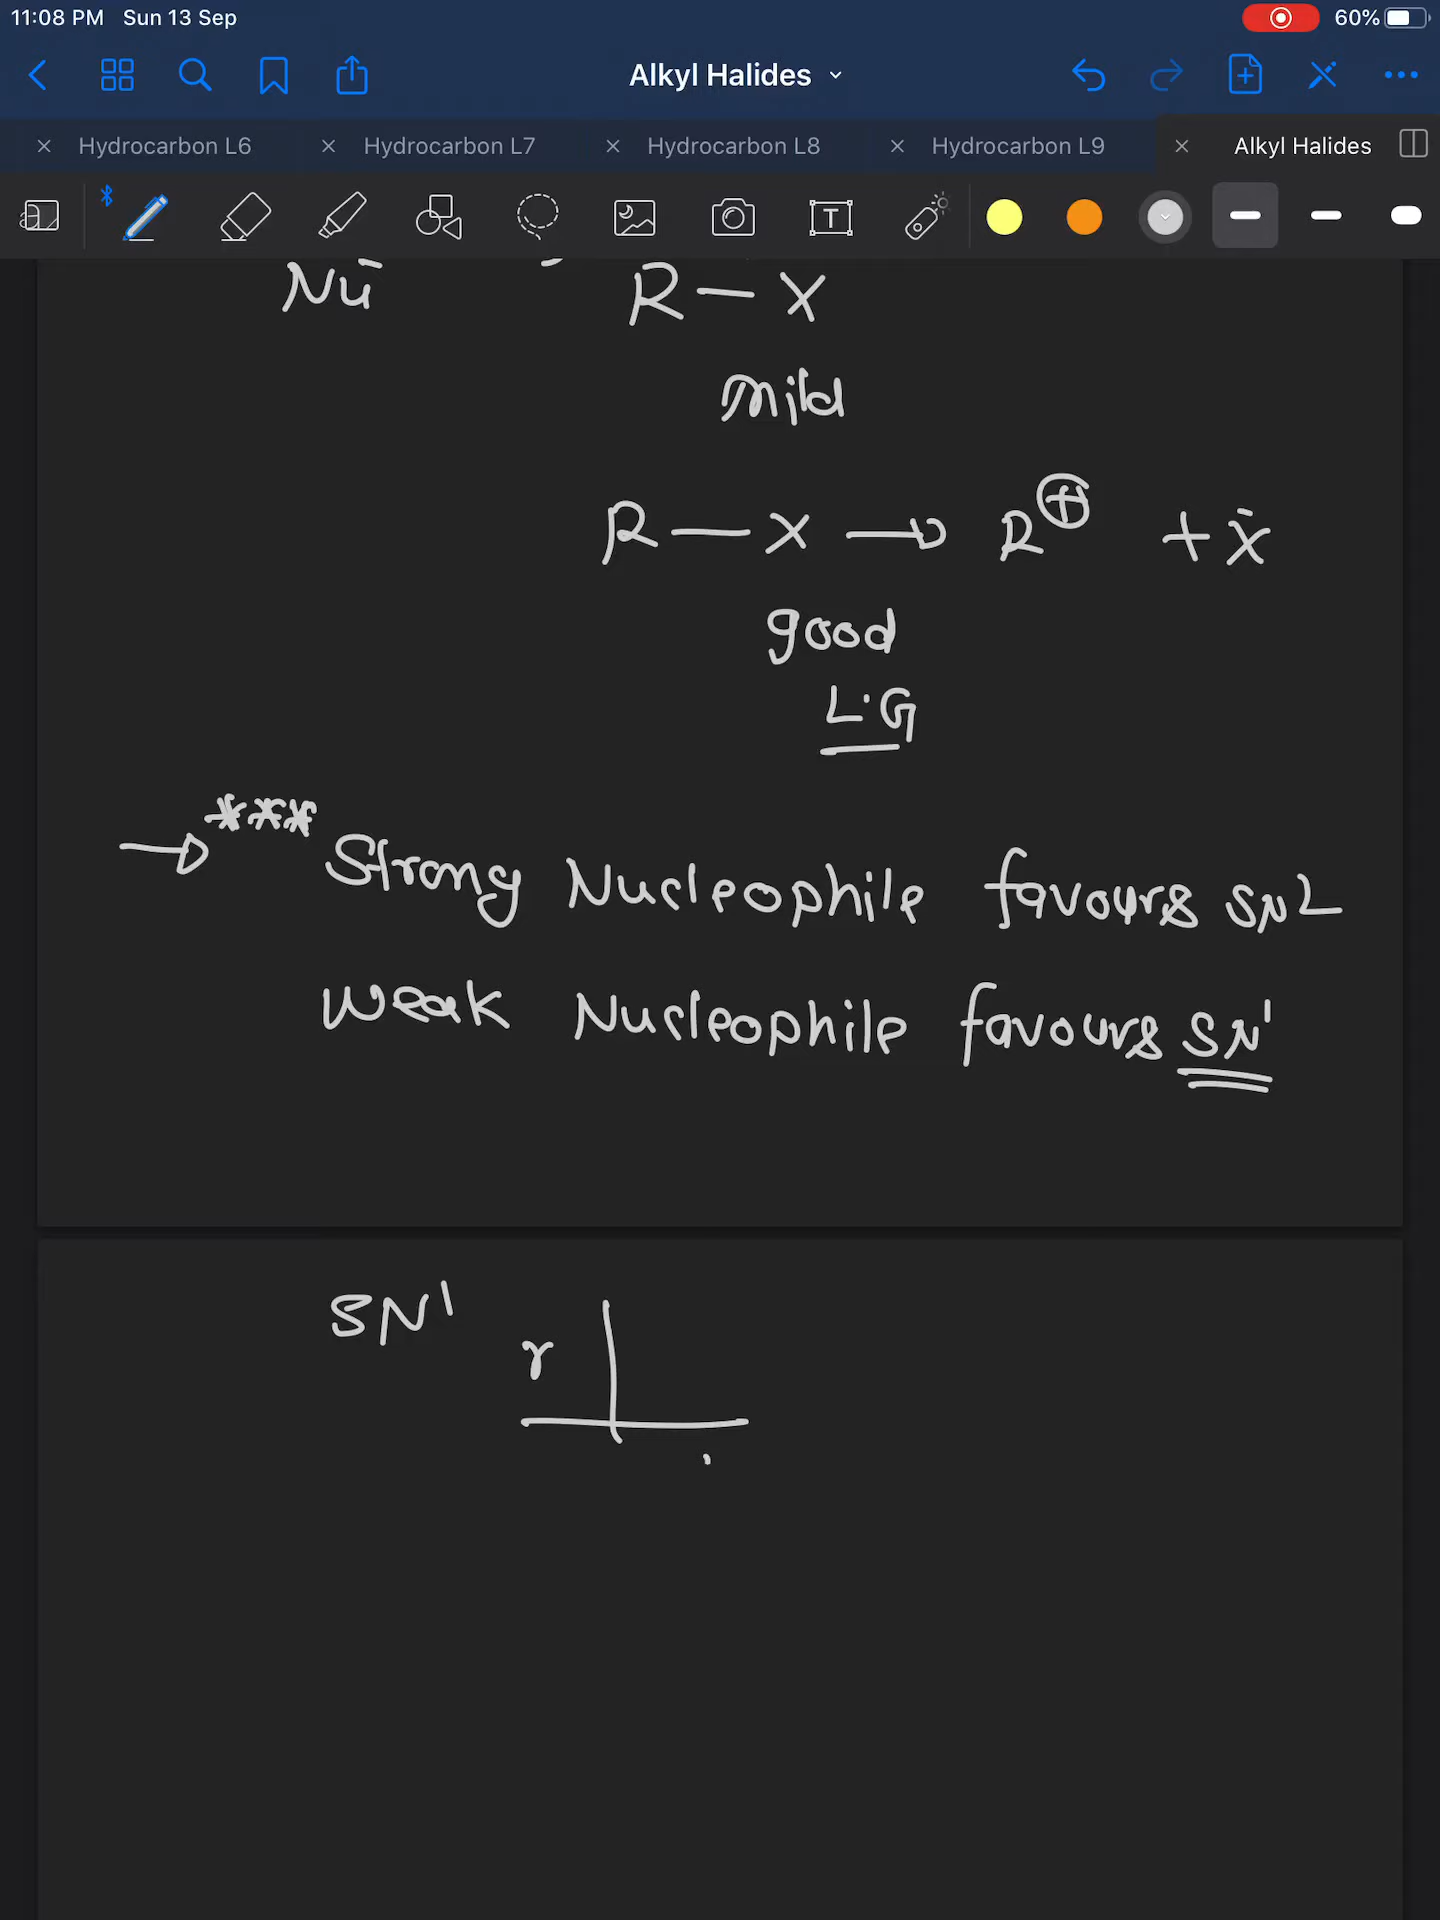 11:08 PM Sun 13 Sep 60%
Alkyl Halides
Hydrocarbon L6 Hydrocarbon L7 Hydrocarbon L8 Hydrocarbon L9 Alkyl Halides
Nu⁻ R — X
mild
R — X → R⊕ + X⁻
good
L.G
→ *** Strong Nucleophile favours SN2
Weak Nucleophile favours SN1
SN1
r